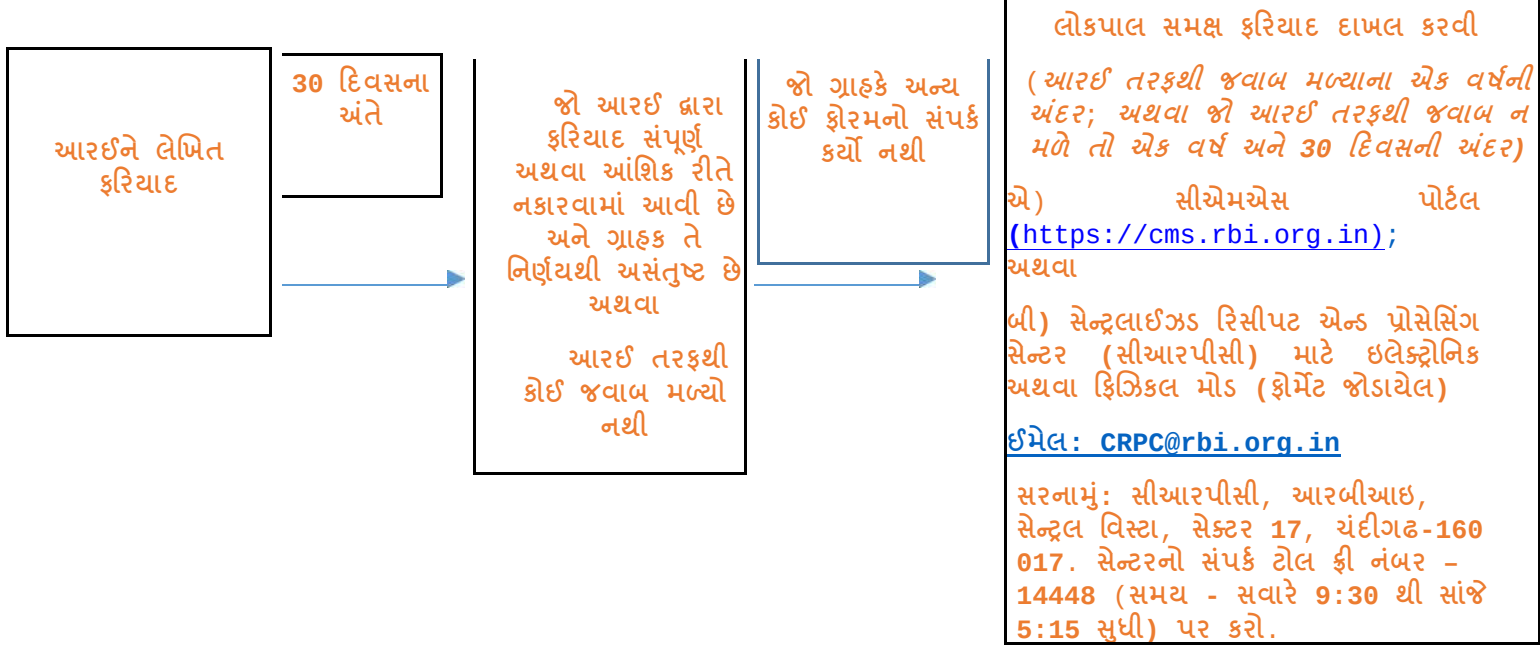 આરઈને લેખિત
ફરિયાદ
30 દિવસના
અંતે
જો આરઈ દ્વારા
ફરિયાદ સંપૂર્ણ
અથવા આંશિક રીતે
નકારવામાં આવી છે
અને ગ્રાહક તે
નિર્ણયથી અસંતુષ્ટ છે
અથવા
આરઈ તરફથી
કોઈ જવાબ મળ્યો
નથી
જો ગ્રાહકે અન્ય
કોઈ ફોરમનો સંપર્ક
કર્યો નથી
લોકપાલ સમક્ષ ફરિયાદ દાખલ કરવી
(આરઈ તરફથી જવાબ મળ્યાના એક વર્ષની
અંદર; અથવા જો આરઈ તરફથી જવાબ ન
મળે તો એક વર્ષ અને 30 દિવસની અંદર)
એ) સીએમએસ પોર્ટલ
(https://cms.rbi.org.in);
અથવા
બી) સેન્ટ્રલાઈઝડ રિસીપટ એન્ડ પ્રોસેસિંગ
સેન્ટર (સીઆરપીસી) માટે ઇલેક્ટ્રોનિક
અથવા ફિઝિકલ મોડ (ફોર્મેટ જોડાયેલ)
ઈમેલ: CRPC@rbi.org.in
સરનામું: સીઆરપીસી, આરબીઆઇ,
સેન્ટ્રલ વિસ્ટા, સેક્ટર 17, ચંદીગઢ-160
017. સેન્ટરનો સંપર્ક ટોલ ફ્રી નંબર –
14448 (સમય - સવારે 9:30 થી સાંજે
5:15 સુધી) પર કરો.